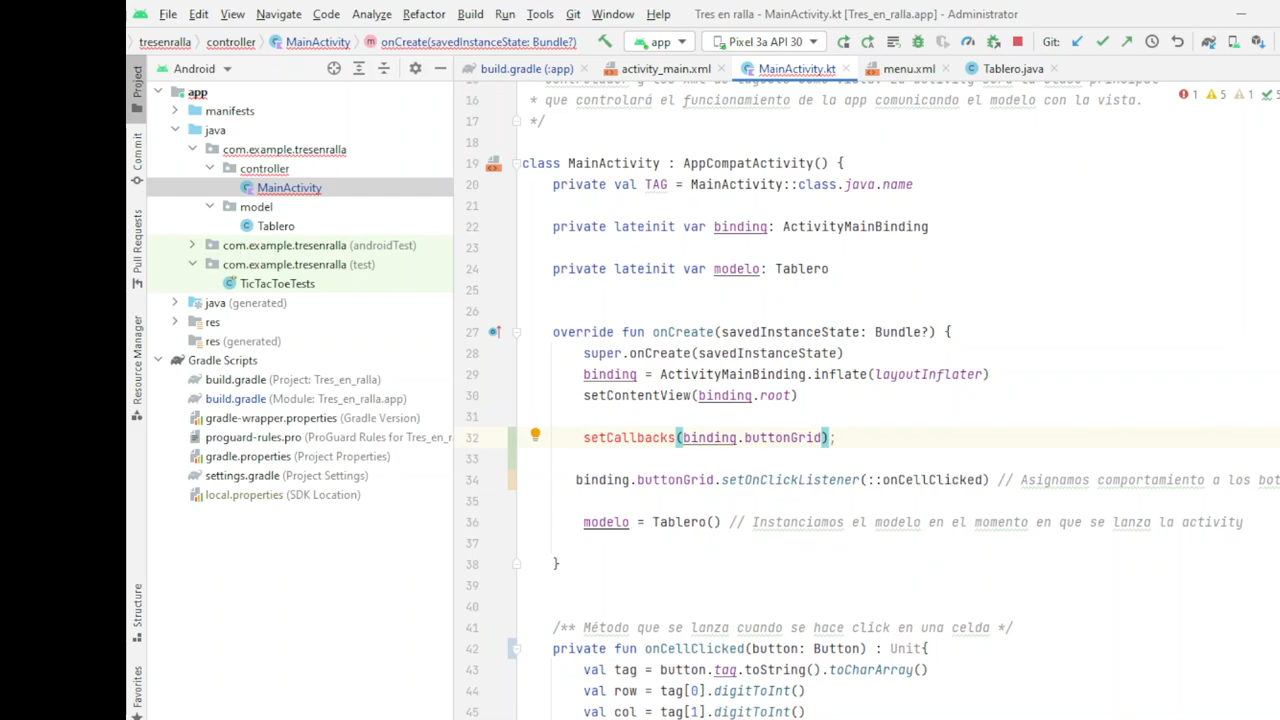 File Edit View Navigate Code Analyze Refactor Build Run Tools Git Window Help Tres en ralla - MainActivity.kt [Tres_en_ralla.app] - Administrator
tresenralla controller MainActivity onCreate(savedInstanceState: Bundle?) app Pixel 3a API 30 Git:
Android build.gradle (:app) activity_main.xml MainActivity.kt menu.xml Tablero.java
Project
Commit
Pull Requests
Resource Manager
Structure
Favorites
app
manifests
java
com.example.tresenralla
controller
MainActivity
model
Tablero
com.example.tresenralla (androidTest)
com.example.tresenralla (test)
TicTacToeTests
java (generated)
res
res (generated)
Gradle Scripts
build.gradle (Project: Tres_en_ralla)
build.gradle (Module: Tres_en_ralla.app)
gradle-wrapper.properties (Gradle Version)
proguard-rules.pro (ProGuard Rules for Tres_en_r
gradle.properties (Project Properties)
settings.gradle (Project Settings)
local.properties (SDK Location)
1 5 1 5
16 * que controlará el funcionamiento de la app comunicando el modelo con la vista.
17 */
18
19 class MainActivity : AppCompatActivity() {
20 private val TAG = MainActivity::class.java.name
21
22 private lateinit var binding: ActivityMainBinding
23
24 private lateinit var modelo: Tablero
25
26
27 override fun onCreate(savedInstanceState: Bundle?) {
28 super.onCreate(savedInstanceState)
29 binding = ActivityMainBinding.inflate(layoutInflater)
30 setContentView(binding.root)
31
32 setCallbacks(binding.buttonGrid);
33
34 binding.buttonGrid.setOnClickListener(::onCellClicked) // Asignamos comportamiento a los bot
35
36 modelo = Tablero() // Instanciamos el modelo en el momento en que se lanza la activity
37
38 }
39
40
41 /** Método que se lanza cuando se hace click en una celda */
42 private fun onCellClicked(button: Button) : Unit{
43 val tag = button.tag.toString().toCharArray()
44 val row = tag[0].digitToInt()
45 val col = tag[1].digitToInt()